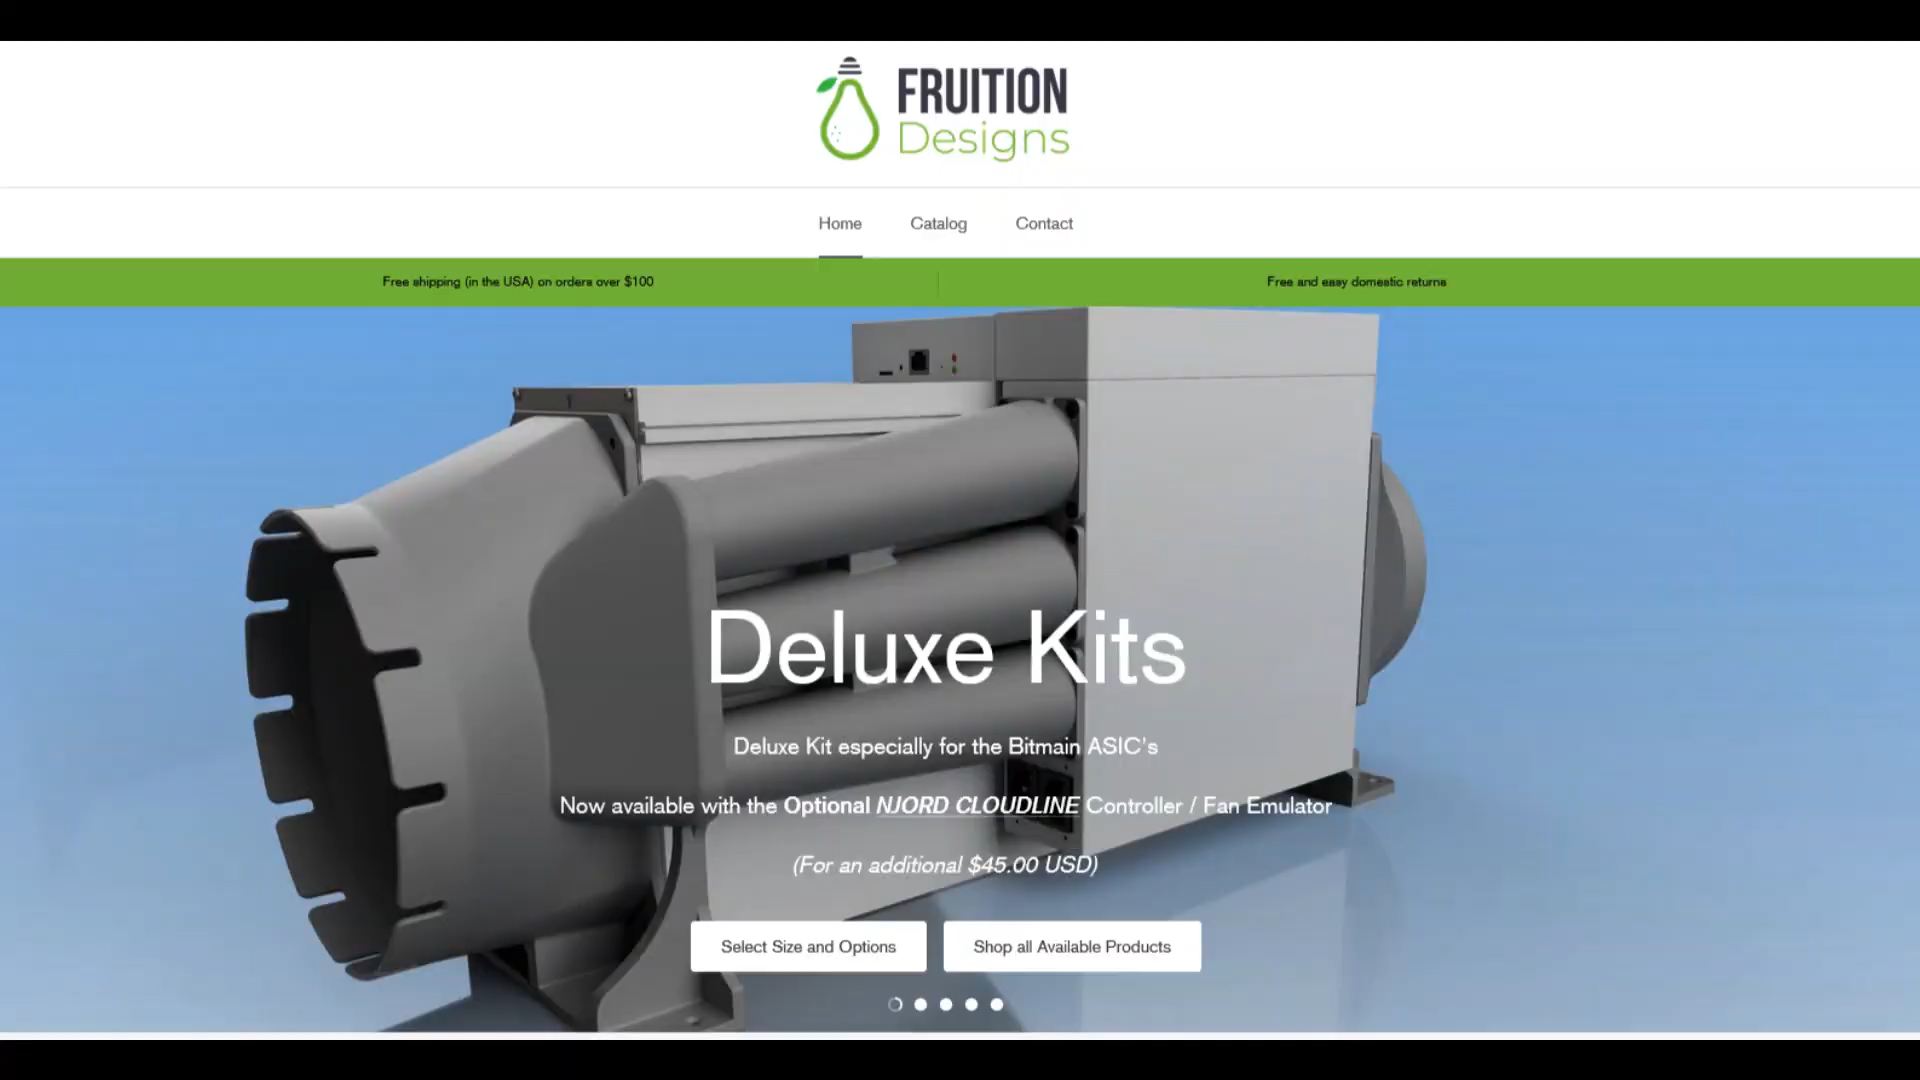 FRUITION
Designs
Home Catalog Contact
Free shipping (in the USA) on orders over $100 Free and easy domestic returns
Deluxe Kits
Deluxe Kit especially for the Bitmain ASIC's
Now available with the Optional NJORD CLOUDLINE Controller / Fan Emulator
(For an additional $45.00 USD)
Select Size and Options Shop all Available Products